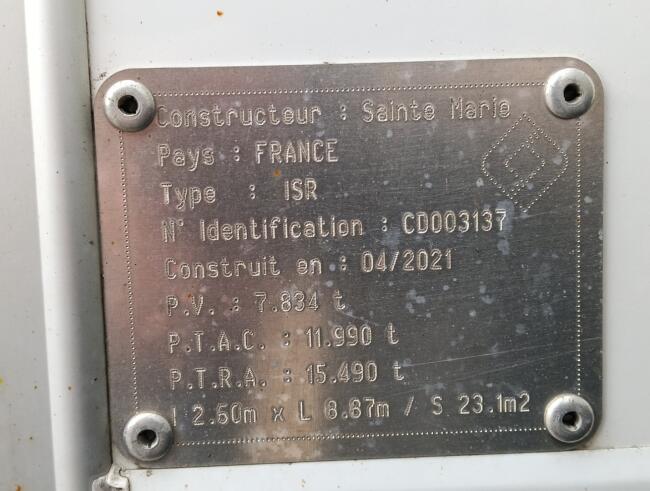 Constructeur : Sainte Marie
Pays : FRANCE
Type : ISR
N° Identification : CD003137
Construit en : 04/2021
P.V. : 7.834 t
P.T.A.C. : 11.990 t
P.T.R.A. : 15.490 t
l 2.60m x L 8.87m / S 23.1m2